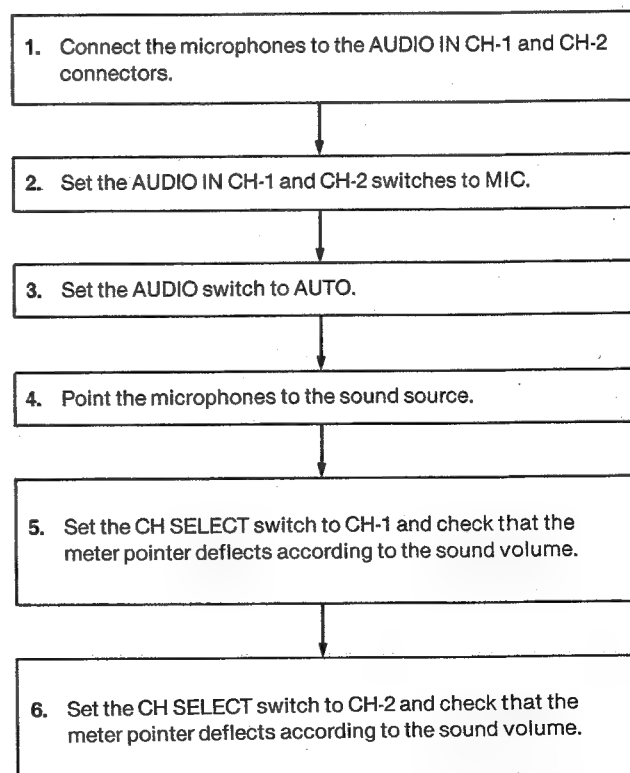 1. Connect the microphones to the AUDIO IN CH-1 and CH-2
connectors.
2. Set the AUDIO IN CH-1 and CH-2 switches to MIC.
3. Set the AUDIO switch to AUTO.
4. Point the microphones to the sound source.
5. Set the CH SELECT switch to CH-1 and check that the
meter pointer deflects according to the sound volume.
6. Set the CH SELECT switch to CH-2 and check that the
meter pointer deflects according to the sound volume.